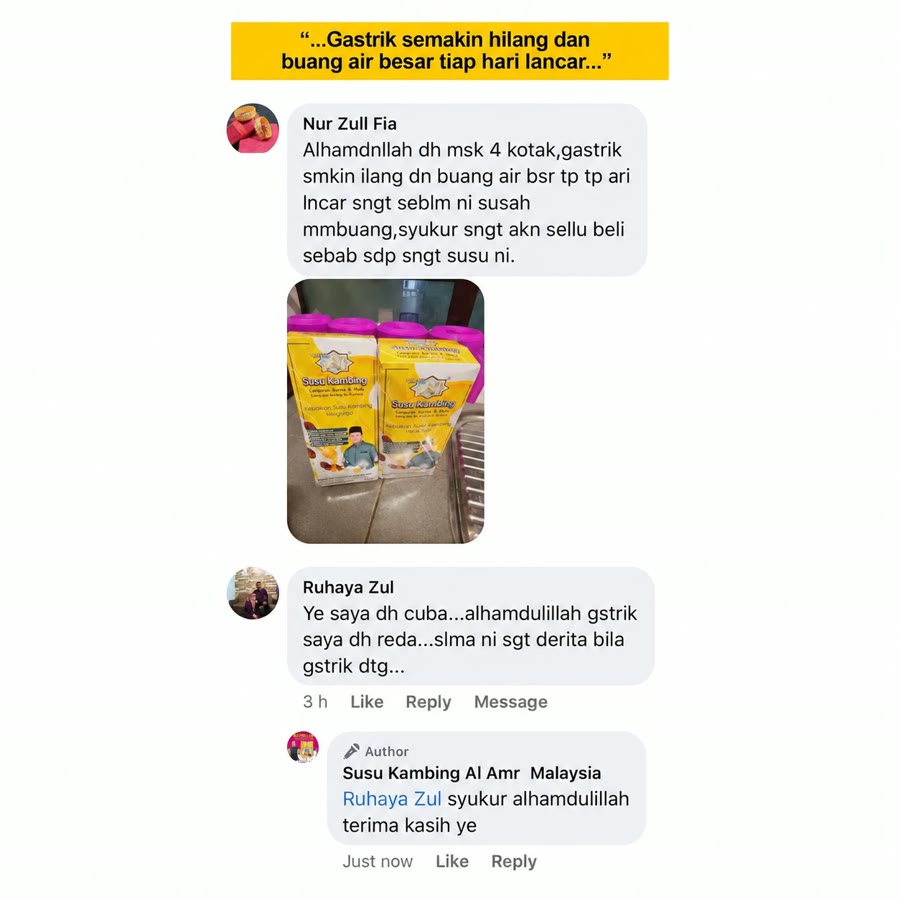 “...Gastrik semakin hilang dan
buang air besar tiap hari lancar...”
Nur Zull Fia
Alhamdnllah dh msk 4 kotak,gastrik
smkin ilang dn buang air bsr tp tp ari
lncar sngt seblm ni susah
mmbuang,syukur sngt akn sellu beli
sebab sdp sngt susu ni.
Susu Kambing
Campuran Kurma & Madu
Susu Kambing
Ruhaya Zul
Ye saya dh cuba...alhamdulillah gstrik
saya dh reda...slma ni sgt derita bila
gstrik dtg...
3 h Like Reply Message
Author
Susu Kambing Al Amr Malaysia
Ruhaya Zul syukur alhamdulillah
terima kasih ye
Just now Like Reply